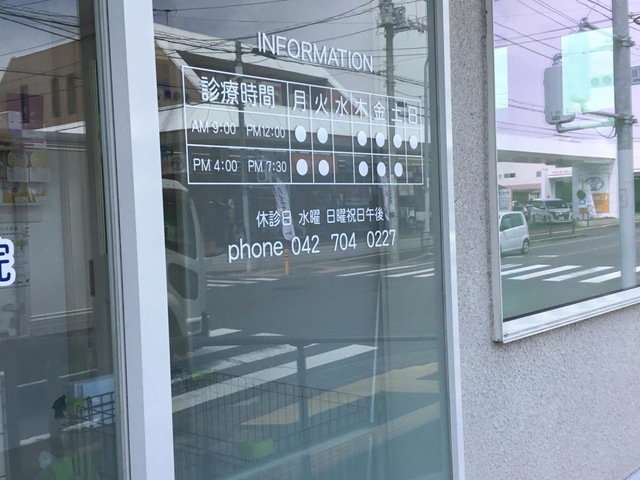 INFORMATION
診療時間 月 火 水 木 金 土 日
AM 9:00 PM12:00 ● ● ● ● ● ●
PM 4:00 PM 7:30 ● ● ● ● ●
休診日 水曜 日曜祝日午後
phone 042 704 0227
院